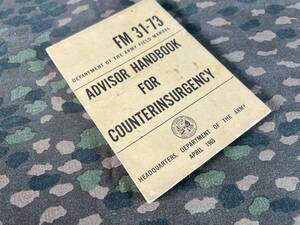 FM 31-73
DEPARTMENT OF THE ARMY FIELD MANUAL
ADVISOR HANDBOOK
FOR
COUNTERINSURGENCY
HEADQUARTERS, DEPARTMENT OF THE ARMY
APRIL 1965